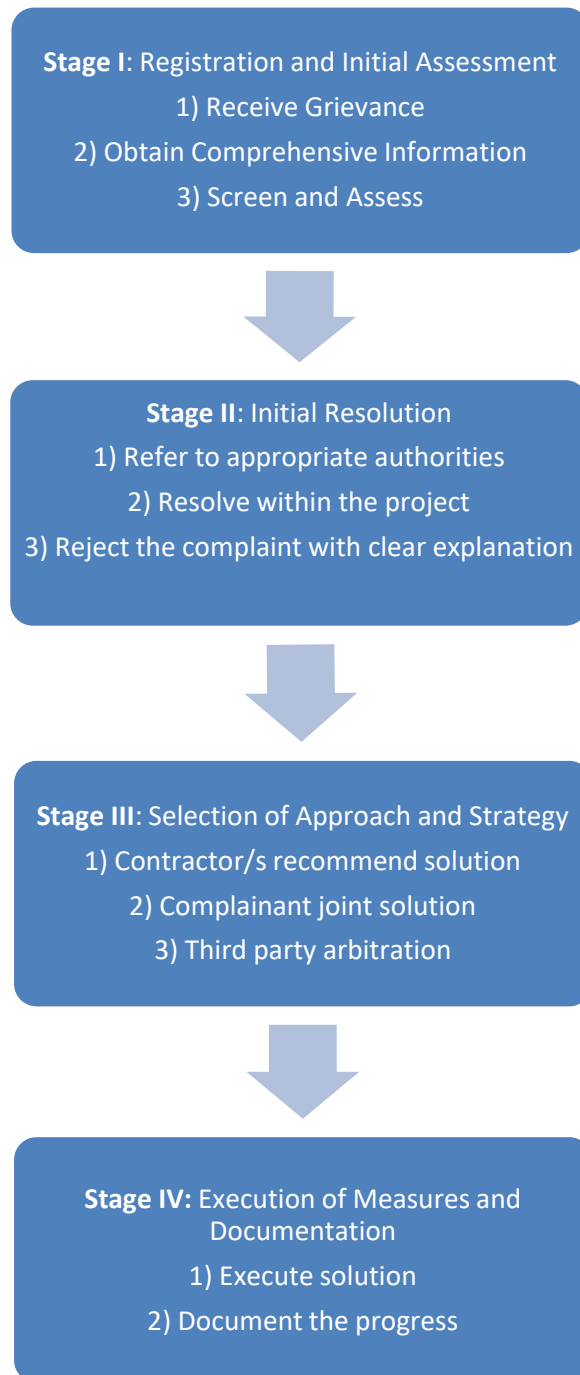 Stage I: Registration and Initial Assessment
1) Receive Grievance
2) Obtain Comprehensive Information
3) Screen and Assess
Stage II: Initial Resolution
1) Refer to appropriate authorities
2) Resolve within the project
3) Reject the complaint with clear explanation
Stage III: Selection of Approach and Strategy
1) Contractor/s recommend solution
2) Complainant joint solution
3) Third party arbitration
Stage IV: Execution of Measures and
Documentation
1) Execute solution
2) Document the progress